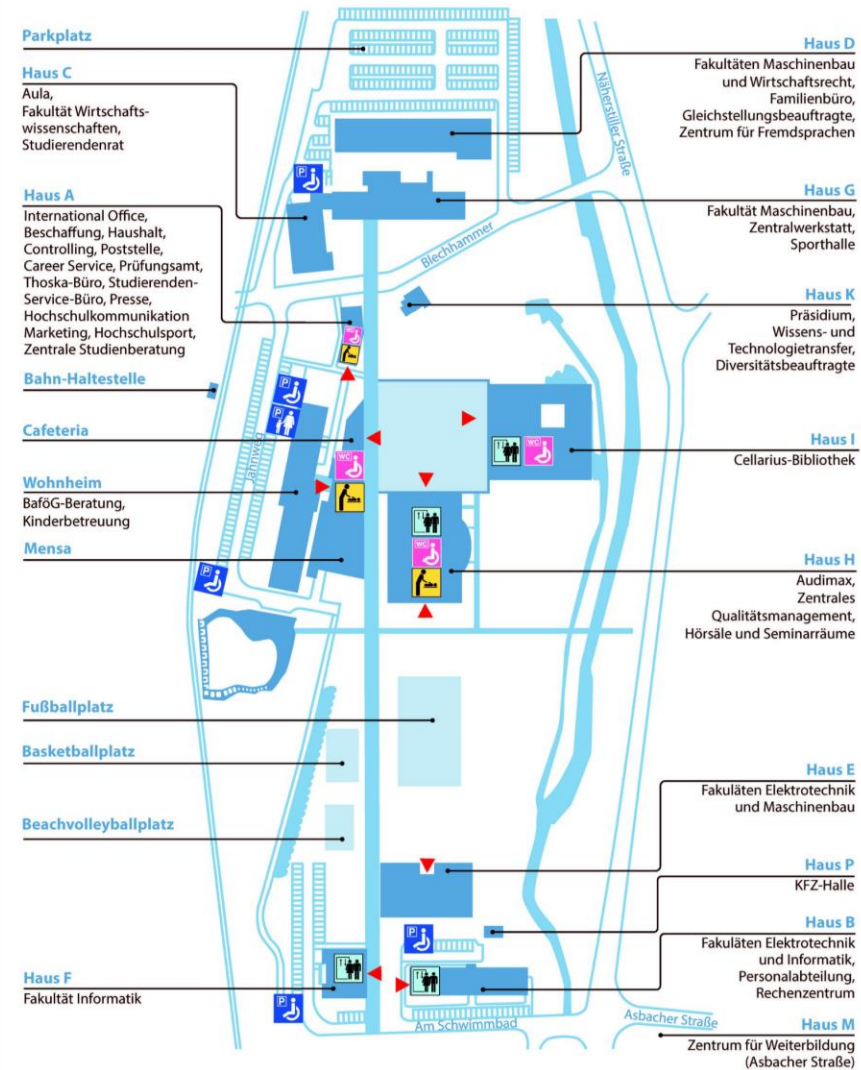 Parkplatz
Haus C
Aula,
Fakultät Wirtschafts-
wissenschaften,
Studierendenrat
Haus A
International Office,
Beschaffung, Haushalt,
Controlling, Poststelle,
Career Service, Prüfungsamt,
Thoska-Büro, Studierenden-
Service-Büro, Presse,
Hochschulkommunikation
Marketing, Hochschulsport,
Zentrale Studienberatung
Bahn-Haltestelle
Cafeteria
Wohnheim
BaföG-Beratung,
Kinderbetreuung
Mensa
Fußballplatz
Basketballplatz
Beachvolleyballplatz
Haus F
Fakultät Informatik
Näherstiller Straße
Blechhammer
Jahnweg
Am Schwimmbad
Asbacher Straße
P
P
P
P
P
P
WC
WC
WC
WC
Haus D
Fakultäten Maschinenbau
und Wirtschaftsrecht,
Familienbüro,
Gleichstellungsbeauftragte,
Zentrum für Fremdsprachen
Haus G
Fakultät Maschinenbau,
Zentralwerkstatt,
Sporthalle
Haus K
Präsidium,
Wissens- und
Technologietransfer,
Diversitätsbeauftragte
Haus I
Cellarius-Bibliothek
Haus H
Audimax,
Zentrales
Qualitätsmanagement,
Hörsäle und Seminarräume
Haus E
Fakuläten Elektrotechnik
und Maschinenbau
Haus P
KFZ-Halle
Haus B
Fakuläten Elektrotechnik
und Informatik,
Personalabteilung,
Rechenzentrum
Haus M
Zentrum für Weiterbildung
(Asbacher Straße)